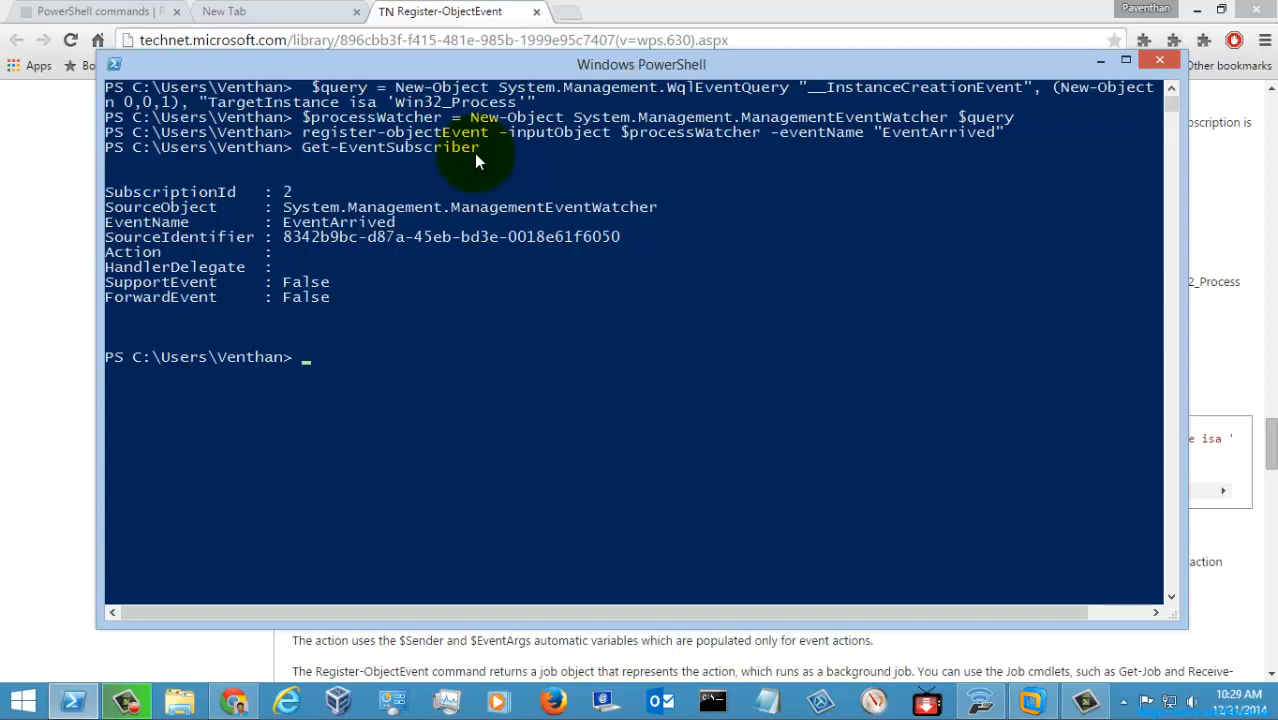 PowerShell commands | P
New Tab
TN Register-ObjectEvent
Paventhan
technet.microsoft.com/library/896cbb3f-f415-481e-985b-1999e95c7407(v=wps.630).aspx
Apps
Bo
Other bookmarks
Windows PowerShell
PS C:\Users\Venthan>  $query = New-Object System.Management.WqlEventQuery "__InstanceCreationEvent", (New-Object
n 0,0,1), "TargetInstance isa 'Win32_Process'"
PS C:\Users\Venthan> $processWatcher = New-Object System.Management.ManagementEventWatcher $query
PS C:\Users\Venthan> register-objectEvent -inputObject $processWatcher -eventName "EventArrived"
PS C:\Users\Venthan> Get-EventSubscriber
SubscriptionId   : 2
SourceObject     : System.Management.ManagementEventWatcher
EventName        : EventArrived
SourceIdentifier : 8342b9bc-d87a-45eb-bd3e-0018e61f6050
Action           :
HandlerDelegate  :
SupportEvent     : False
ForwardEvent     : False
PS C:\Users\Venthan>
scription is
2_Process
e isa '
action
The action uses the $Sender and $EventArgs automatic variables which are populated only for event actions.
The Register-ObjectEvent command returns a job object that represents the action, which runs as a background job. You can use the Job cmdlets, such as Get-Job and Receive-
10:29 AM
12/31/2014